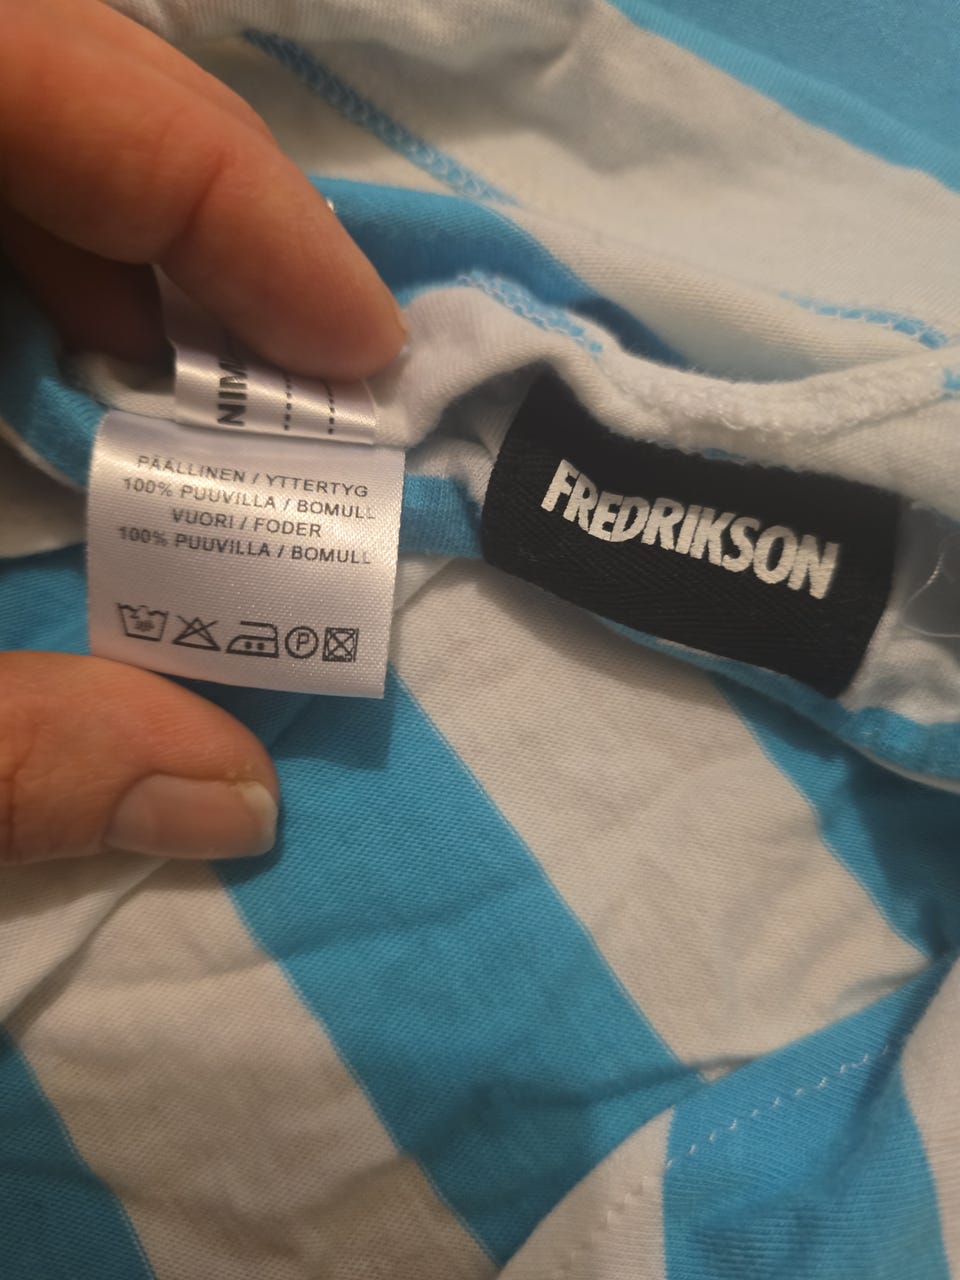 PÄÄLLINEN / YTTERTYG
100% PUUVILLA / BOMULL
VUORI / FODER
100% PUUVILLA / BOMULL
P
FREDRIKSON